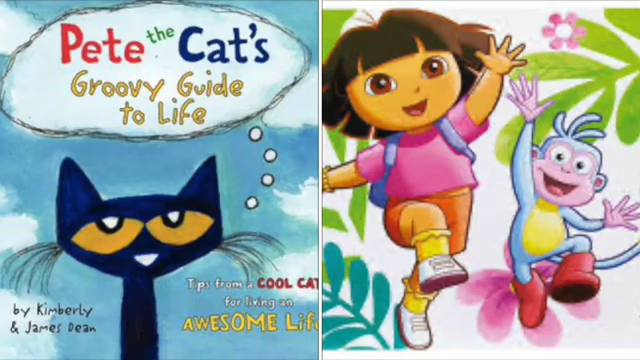 Pete the Cat's
Groovy Guide
to Life
Tips from a COOL CAT
for living an
AWESOME Life
by Kimberly
& James Dean